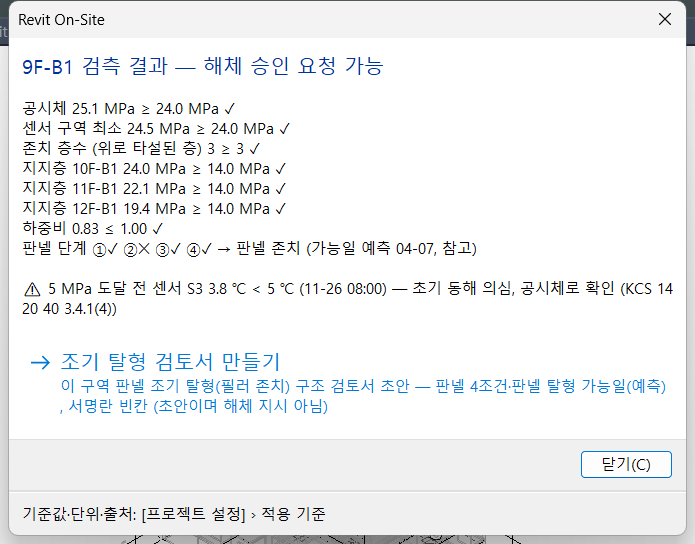 Revit On-Site
9F-B1 검측 결과 — 해체 승인 요청 가능
공시체 25.1 MPa ≥ 24.0 MPa ✓
센서 구역 최소 24.5 MPa ≥ 24.0 MPa ✓
존치 층수 (위로 타설된 층) 3 ≥ 3 ✓
지지층 10F-B1 24.0 MPa ≥ 14.0 MPa ✓
지지층 11F-B1 22.1 MPa ≥ 14.0 MPa ✓
지지층 12F-B1 19.4 MPa ≥ 14.0 MPa ✓
하중비 0.83 ≤ 1.00 ✓
판넬 단계 ①✓ ②✕ ③✓ ④✓ → 판넬 존치 (가능일 예측 04-07, 참고)
⚠ 5 MPa 도달 전 센서 S3 3.8 ℃ < 5 ℃ (11-26 08:00) — 초기 동해 의심, 공시체로 확인 (KCS 14
20 40 3.4.1(4))
→ 조기 탈형 검토서 만들기
이 구역 판넬 조기 탈형(필러 존치) 구조 검토서 초안 — 판넬 4조건·판넬 탈형 가능일(예측)
, 서명란 빈칸 (초안이며 해체 지시 아님)
닫기(C)
기준값·단위·출처: [프로젝트 설정] › 적용 기준